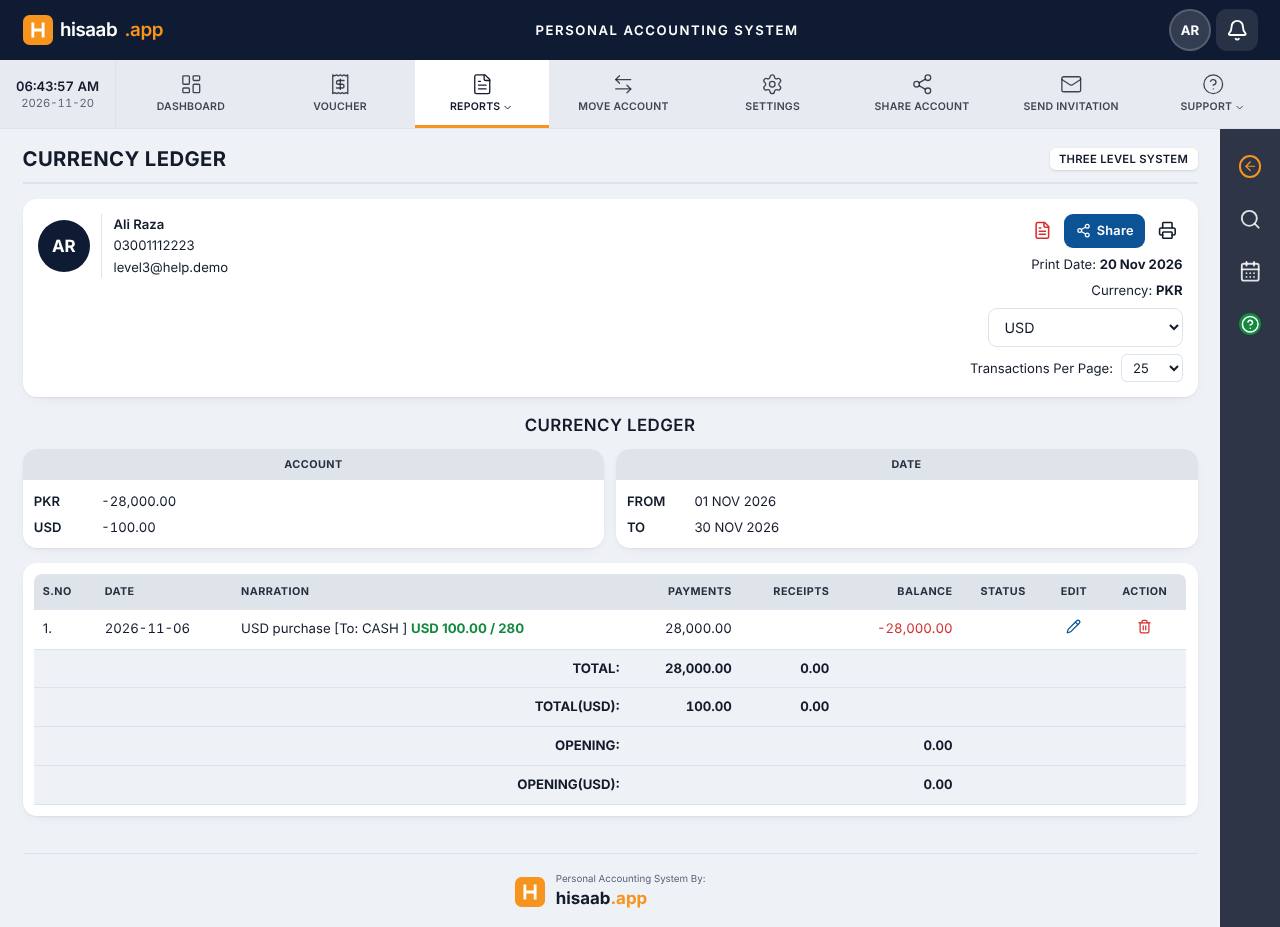 H hisaab .app
PERSONAL ACCOUNTING SYSTEM
AR
06:43:57 AM
2026-11-20
DASHBOARD
VOUCHER
REPORTS
MOVE ACCOUNT
SETTINGS
SHARE ACCOUNT
SEND INVITATION
SUPPORT
CURRENCY LEDGER
THREE LEVEL SYSTEM
AR
Ali Raza
03001112223
level3@help.demo
Share
Print Date: 20 Nov 2026
Currency: PKR
USD
Transactions Per Page: 25
CURRENCY LEDGER
ACCOUNT
PKR -28,000.00
USD -100.00
DATE
FROM 01 NOV 2026
TO 30 NOV 2026
S.NO DATE NARRATION PAYMENTS RECEIPTS BALANCE STATUS EDIT ACTION
1. 2026-11-06 USD purchase [To: CASH ] USD 100.00 / 280 28,000.00 -28,000.00
TOTAL: 28,000.00 0.00
TOTAL(USD): 100.00 0.00
OPENING: 0.00
OPENING(USD): 0.00
Personal Accounting System By:
H hisaab.app